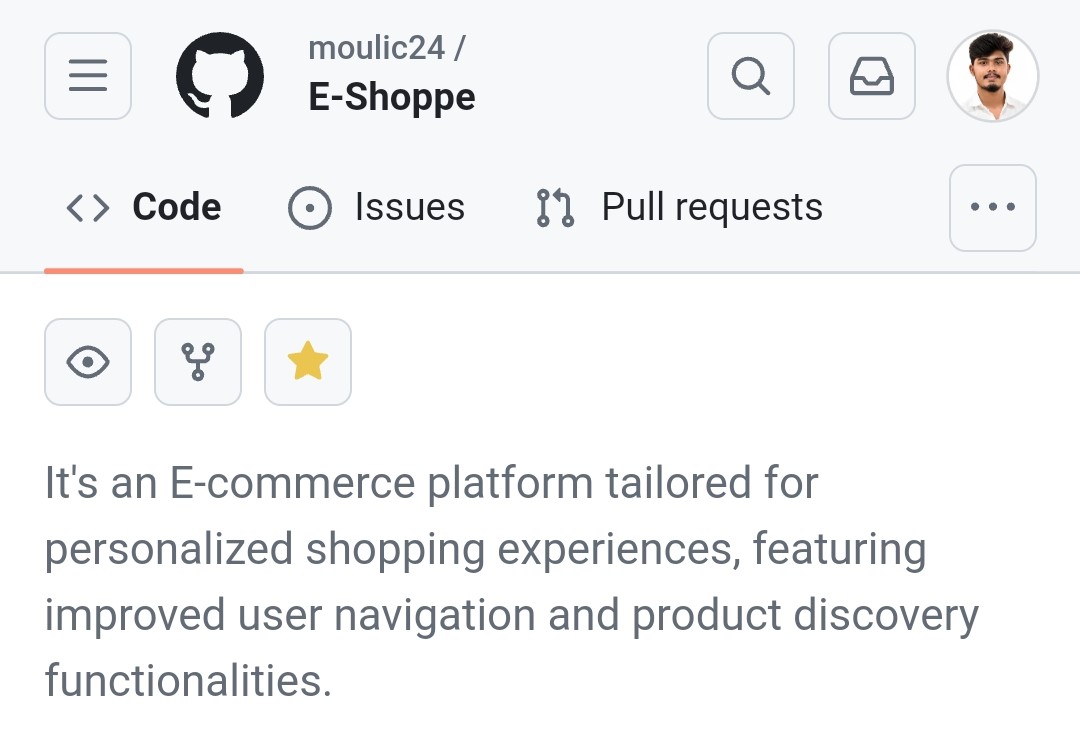 moulic24 /
E-Shoppe
Code Issues Pull requests
It's an E-commerce platform tailored for
personalized shopping experiences, featuring
improved user navigation and product discovery
functionalities.